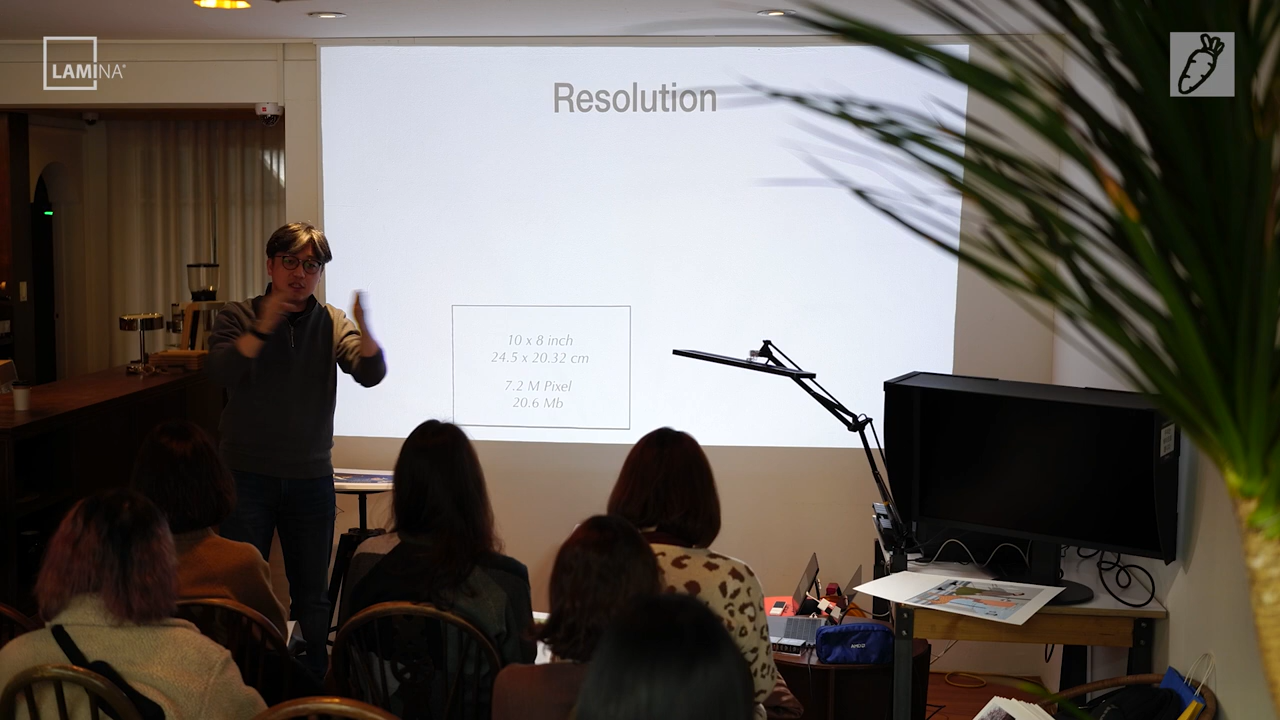 LAMINA
Resolution
10 x 8 inch
24.5 x 20.32 cm
7.2 M Pixel
20.6 Mb